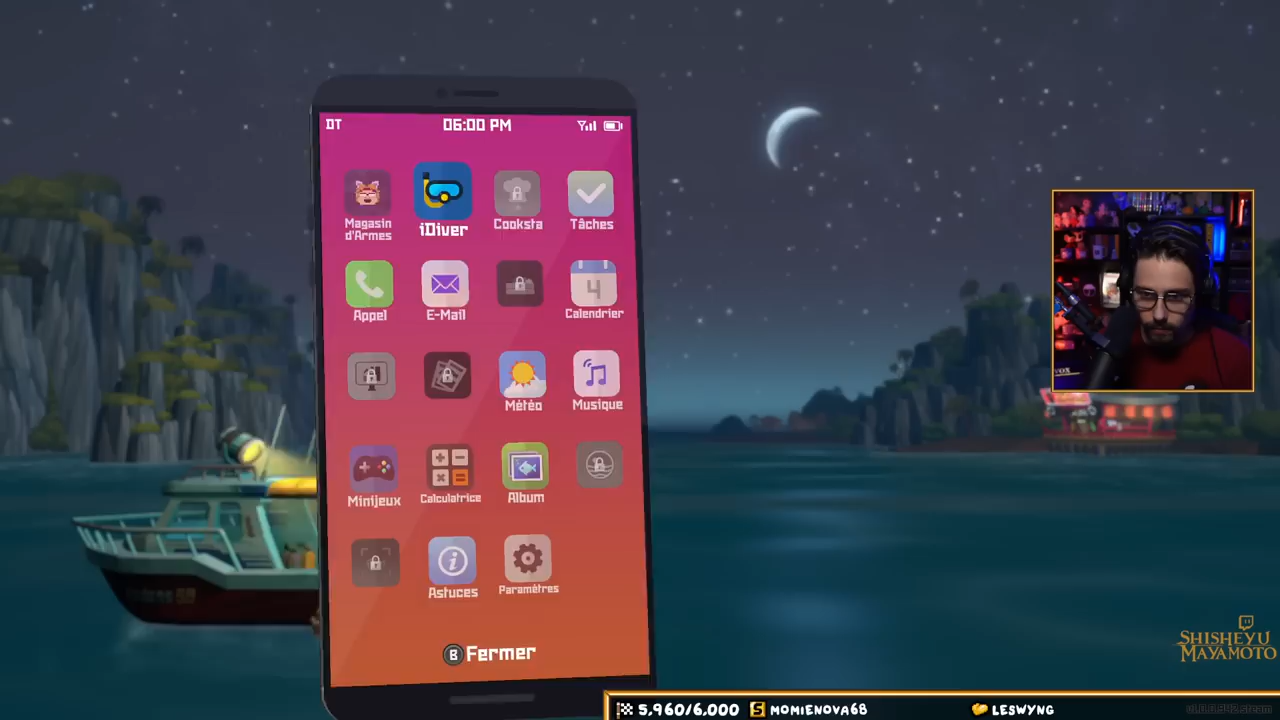 DT
06:00 PM
Magasin
d'Armes
iDiver
Cooksta
Tâches
Appel
E-Mail
4
Calendrier
Météo
Musique
Minijeux
Calculatrice
Album
Astuces
Paramètres
B Fermer
SHISHEYU
MAYAMOTO
5,960/6,000
S MOMIENOVA68
LESWYNG